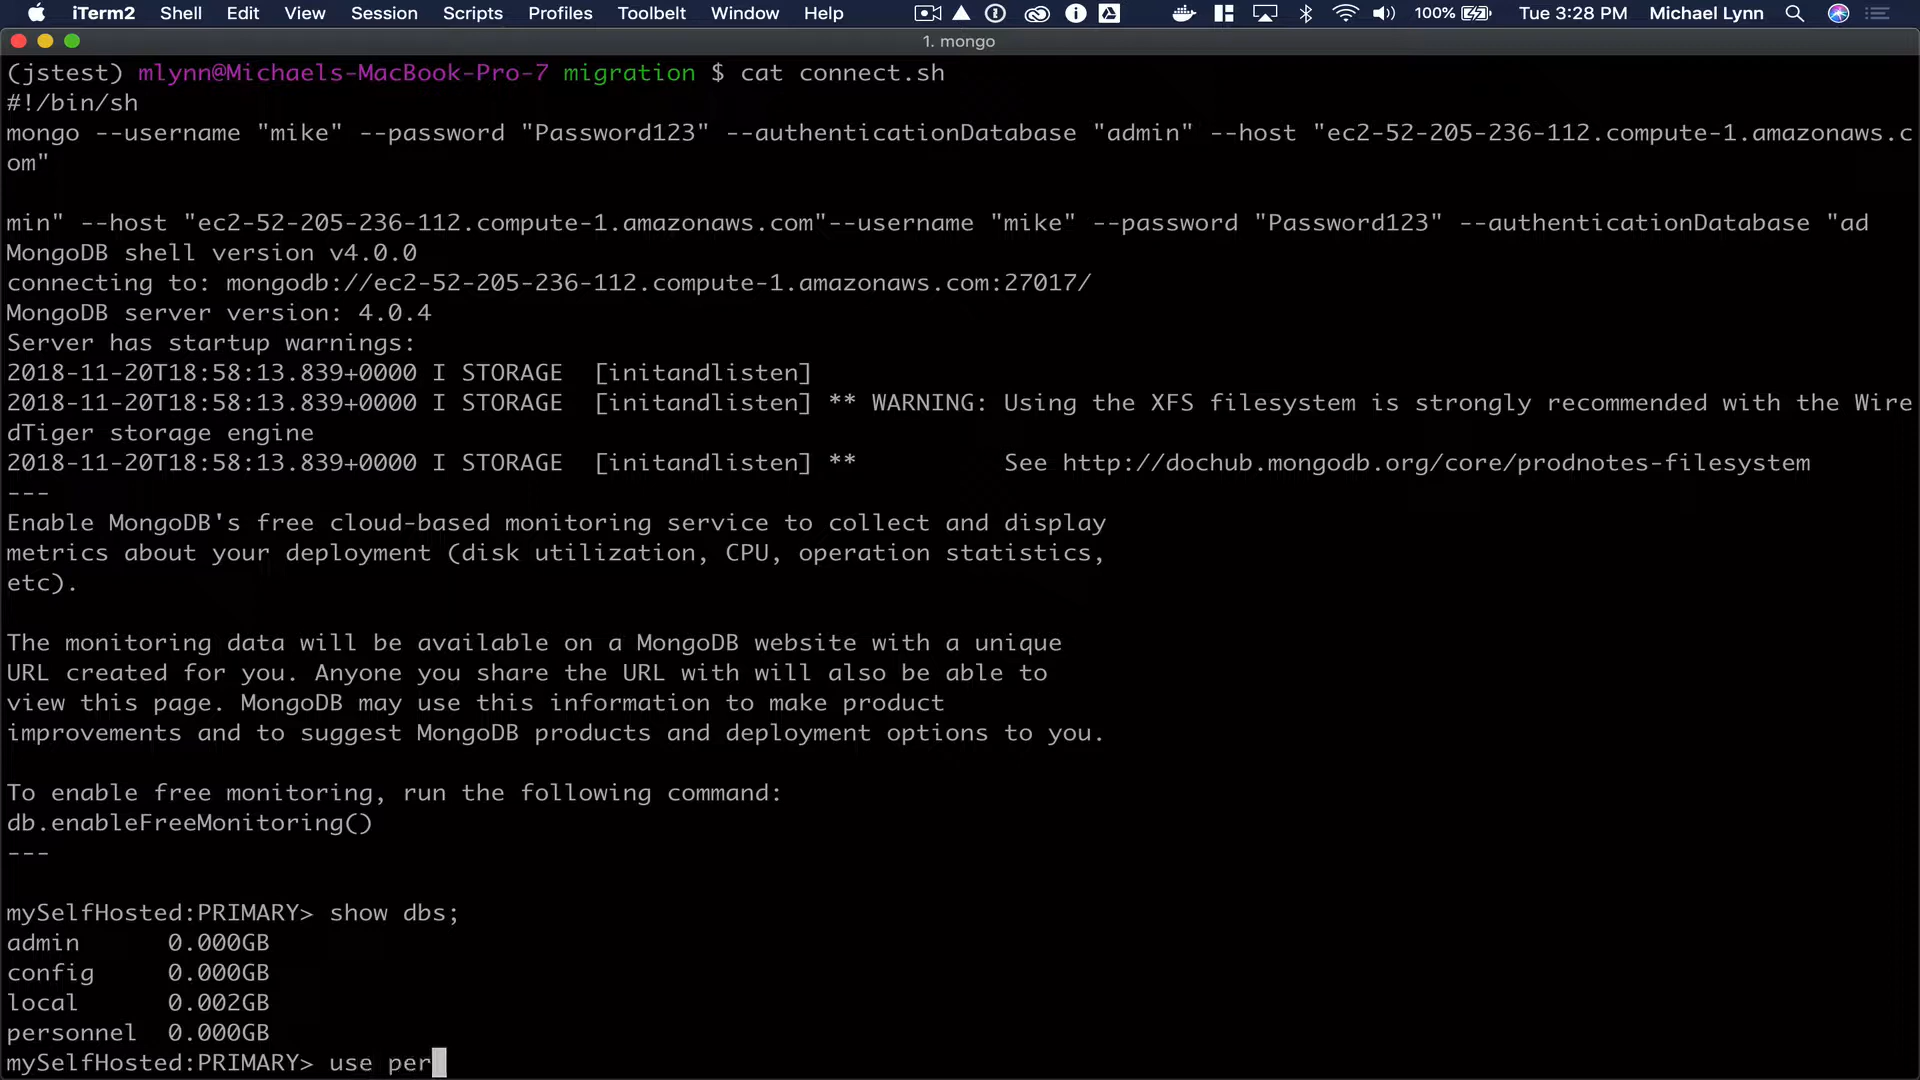 iTerm2 Shell Edit View Session Scripts Profiles Toolbelt Window Help 100% Tue 3:28 PM Michael Lynn
1. mongo
(jstest) mlynn@Michaels-MacBook-Pro-7 migration $ cat connect.sh
#!/bin/sh
mongo --username "mike" --password "Password123" --authenticationDatabase "admin" --host "ec2-52-205-236-112.compute-1.amazonaws.c
om"
min" --host "ec2-52-205-236-112.compute-1.amazonaws.com"--username "mike" --password "Password123" --authenticationDatabase "ad
MongoDB shell version v4.0.0
connecting to: mongodb://ec2-52-205-236-112.compute-1.amazonaws.com:27017/
MongoDB server version: 4.0.4
Server has startup warnings:
2018-11-20T18:58:13.839+0000 I STORAGE  [initandlisten]
2018-11-20T18:58:13.839+0000 I STORAGE  [initandlisten] ** WARNING: Using the XFS filesystem is strongly recommended with the Wire
dTiger storage engine
2018-11-20T18:58:13.839+0000 I STORAGE  [initandlisten] **          See http://dochub.mongodb.org/core/prodnotes-filesystem
---
Enable MongoDB's free cloud-based monitoring service to collect and display
metrics about your deployment (disk utilization, CPU, operation statistics,
etc).
The monitoring data will be available on a MongoDB website with a unique
URL created for you. Anyone you share the URL with will also be able to
view this page. MongoDB may use this information to make product
improvements and to suggest MongoDB products and deployment options to you.
To enable free monitoring, run the following command:
db.enableFreeMonitoring()
---
mySelfHosted:PRIMARY> show dbs;
admin      0.000GB
config     0.000GB
local      0.002GB
personnel  0.000GB
mySelfHosted:PRIMARY> use per